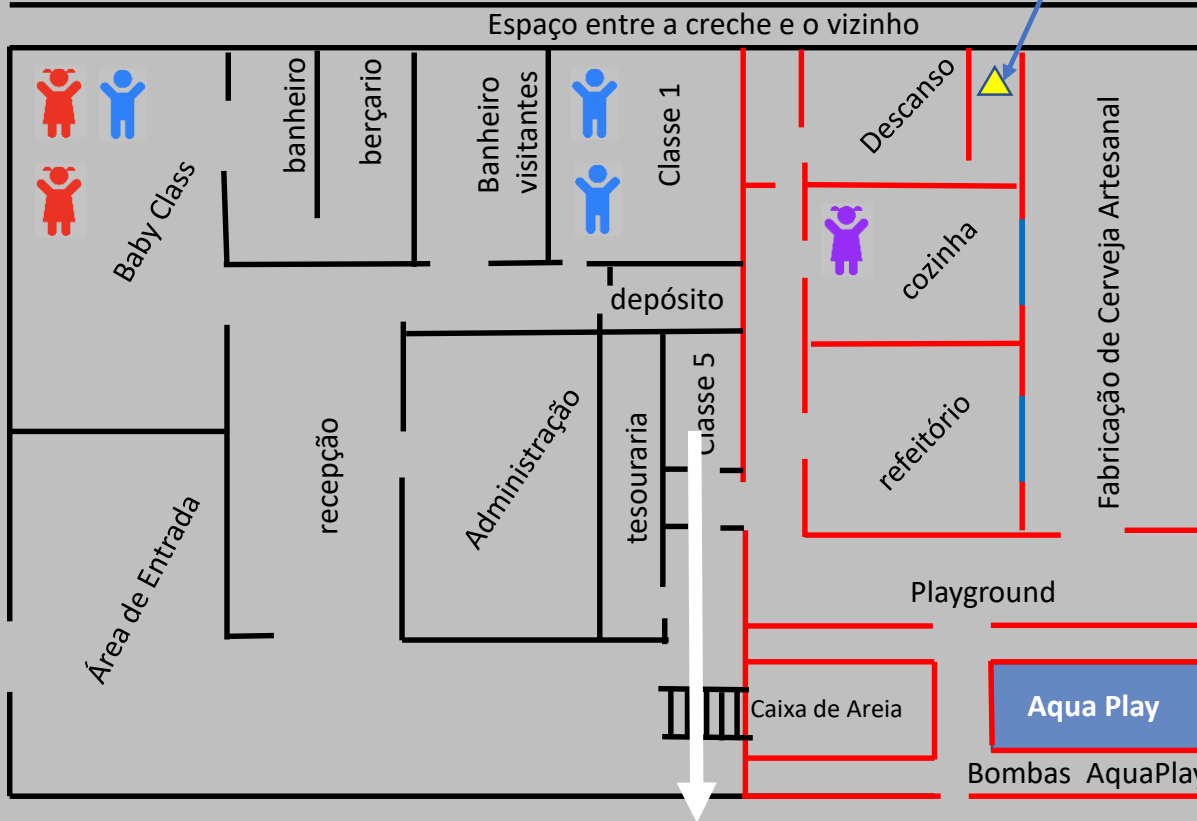 Espaço entre a creche e o vizinho
banheiro
berçario
Banheiro
visitantes
Classe 1
Descanso
Baby Class
cozinha
Fabricação de Cerveja Artesanal
depósito
Classe 5
recepção
Administração
tesouraria
refeitório
Área de Entrada
Playground
Caixa de Areia
Aqua Play
Bombas AquaPlay